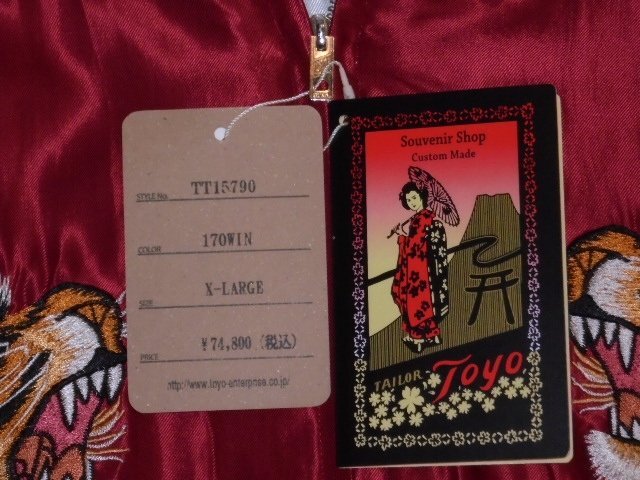 STYLE No. TT15790
COLOR 170WIN
SIZE X-LARGE
PRICE ¥74,800(税込)
http://www.toyo-enterprise.co.jp/
Souvenir Shop
Custom Made
TAILOR Toyo